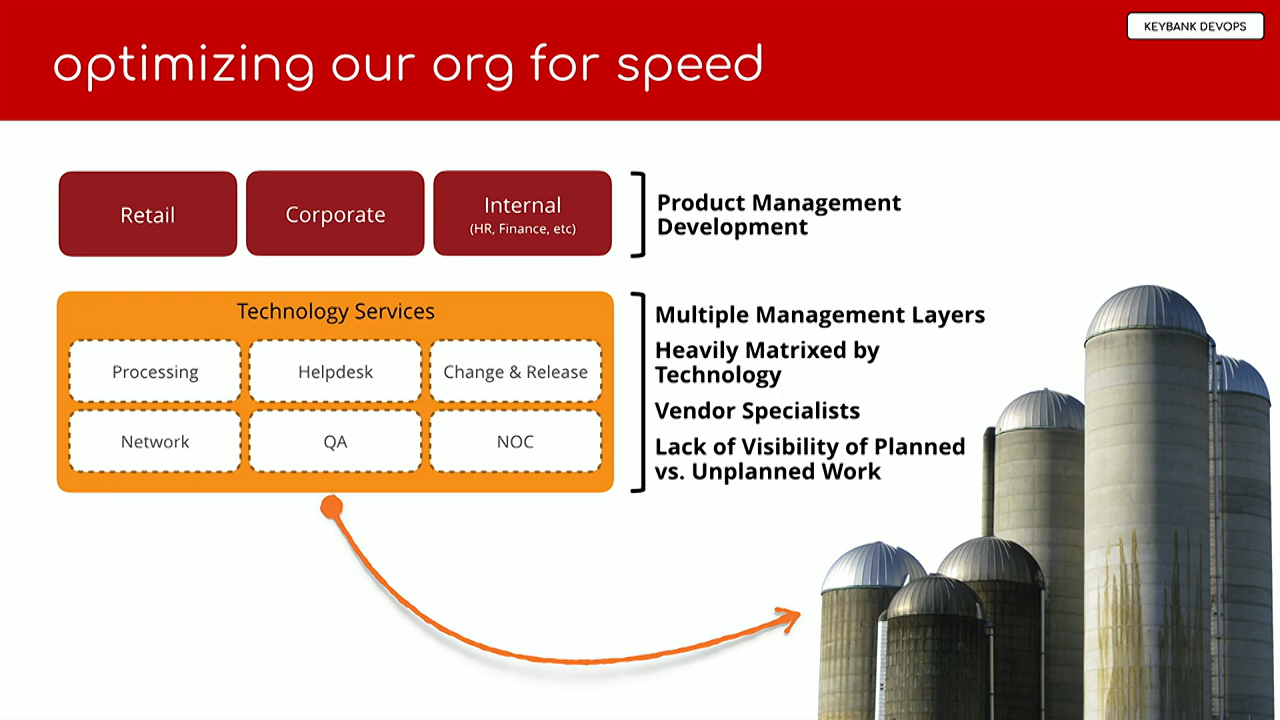 KEYBANK DEVOPS
optimizing our org for speed
Retail
Corporate
Internal
(HR, Finance, etc)
Product Management
Development
Technology Services
Processing
Helpdesk
Change & Release
Network
QA
NOC
Multiple Management Layers
Heavily Matrixed by
Technology
Vendor Specialists
Lack of Visibility of Planned
vs. Unplanned Work